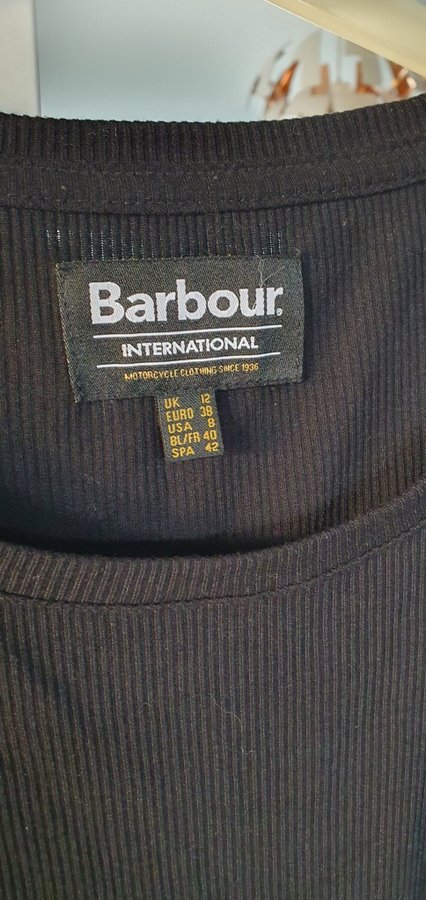 Barbour®
INTERNATIONAL
MOTORCYCLE CLOTHING SINCE 1936
UK 12
EURO 38
USA 8
BL/FR 40
SPA 42